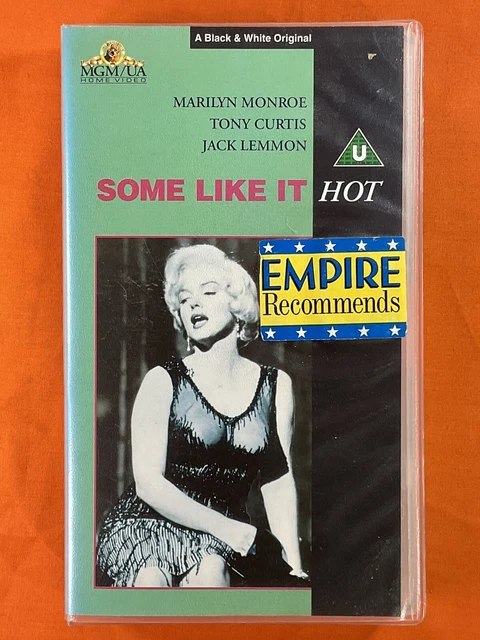 A Black & White Original
MGM/UA
HOME VIDEO
MARILYN MONROE
TONY CURTIS
JACK LEMMON
U
SOME LIKE IT HOT
EMPIRE
Recommends